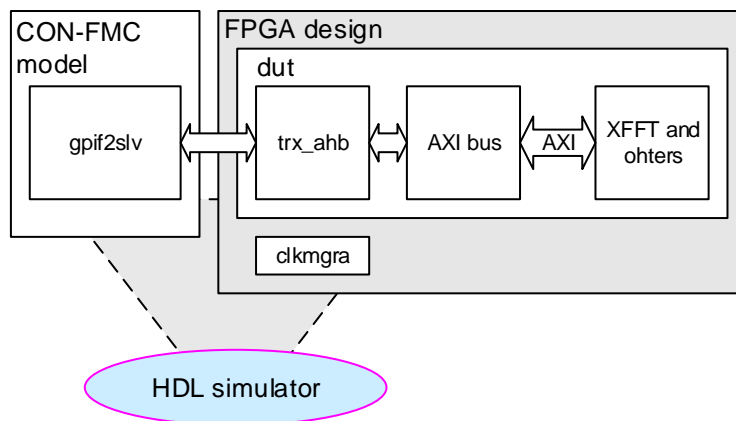 CON-FMC
model
FPGA design
dut
gpif2slv
trx_ahb
AXI bus
AXI
XFFT and
ohters
clkmgra
HDL simulator